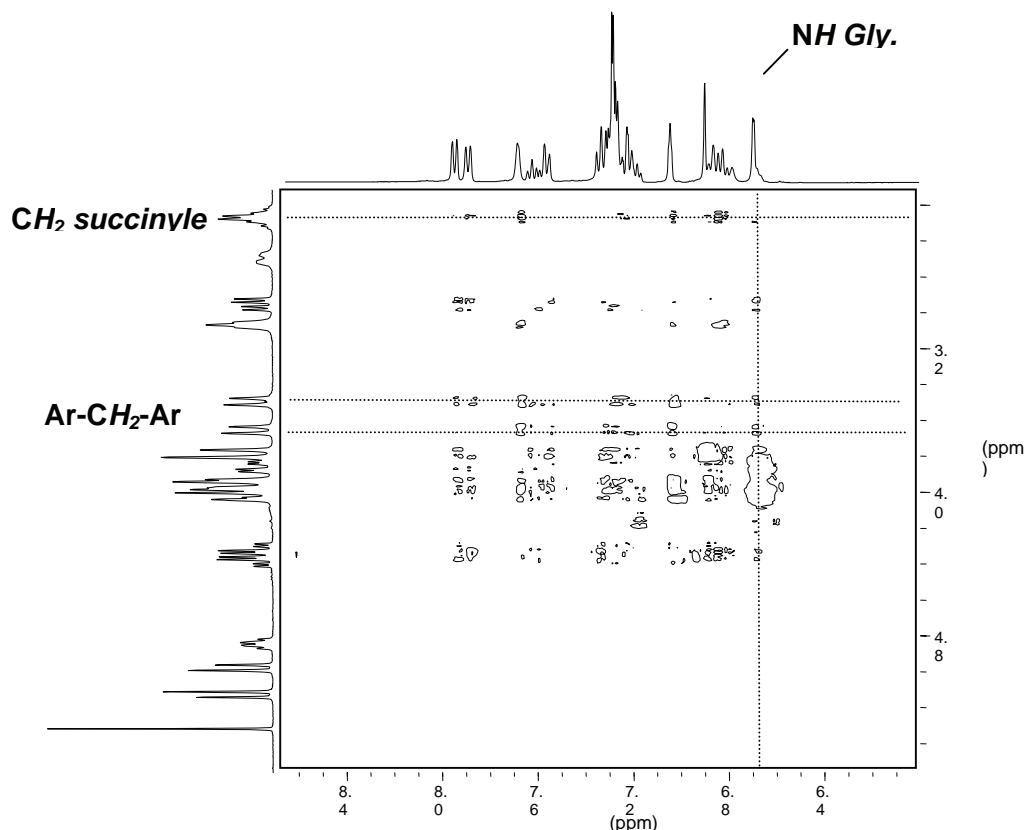 NH Gly.
CH₂ succinyle
3.
2
Ar-CH₂-Ar
(ppm
)
4.
0
4.
8
8. 8. 7. 7. 6. 6.
4 0 6 2 8 4
(ppm)